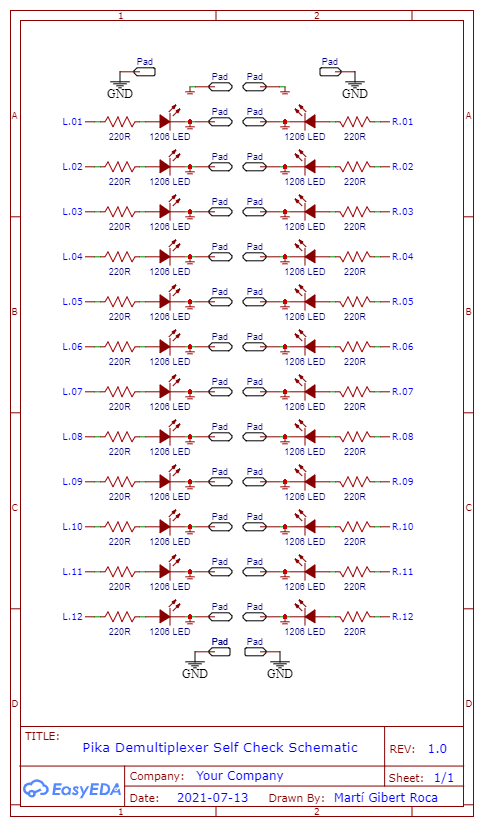 1 2
Pad Pad
GND Pad Pad GND
A A
L.01 Pad Pad R.01
220R 1206 LED 1206 LED 220R
L.02 Pad Pad R.02
220R 1206 LED 1206 LED 220R
L.03 Pad Pad R.03
220R 1206 LED 1206 LED 220R
L.04 Pad Pad R.04
220R 1206 LED 1206 LED 220R
L.05 Pad Pad R.05
B B
220R 1206 LED 1206 LED 220R
L.06 Pad Pad R.06
220R 1206 LED 1206 LED 220R
L.07 Pad Pad R.07
220R 1206 LED 1206 LED 220R
L.08 Pad Pad R.08
220R 1206 LED 1206 LED 220R
L.09 Pad Pad R.09
220R 1206 LED 1206 LED 220R
C C
L.10 Pad Pad R.10
220R 1206 LED 1206 LED 220R
L.11 Pad Pad R.11
220R 1206 LED 1206 LED 220R
L.12 Pad Pad R.12
220R 1206 LED 1206 LED 220R
Pad Pad
GND GND
D D
TITLE:
Pika Demultiplexer Self Check Schematic
REV: 1.0
EasyEDA
Company: Your Company
Sheet: 1/1
Date: 2021-07-13 Drawn By: Martí Gibert Roca
1 2